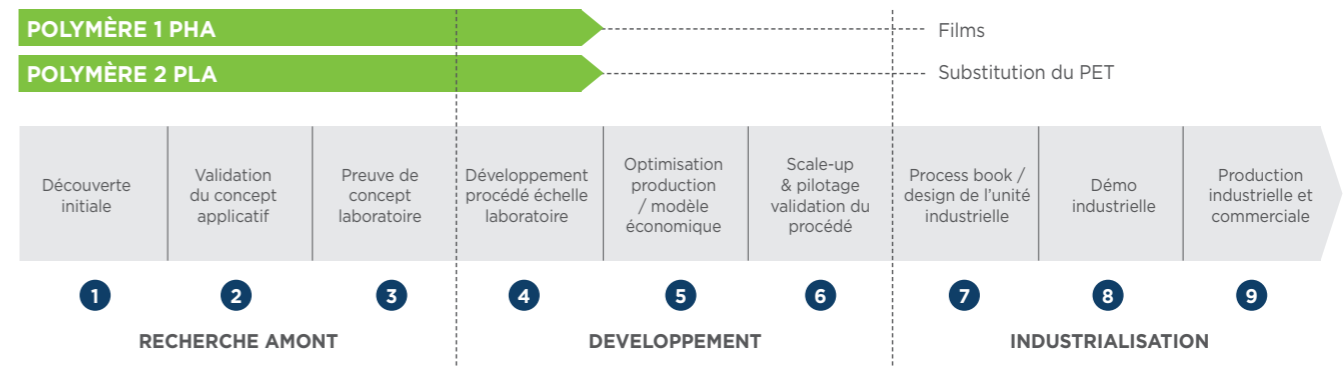 POLYMÈRE 1 PHA
Films
POLYMÈRE 2 PLA
Substitution du PET
Découverte
initiale
Validation
du concept
applicatif
Preuve de
concept
laboratoire
Développement
procédé échelle
laboratoire
Optimisation
production
/ modèle
économique
Scale-up
& pilotage
validation du
procédé
Process book /
design de l'unité
industrielle
Démo
industrielle
Production
industrielle et
commerciale
1
2
3
4
5
6
7
8
9
RECHERCHE AMONT
DEVELOPPEMENT
INDUSTRIALISATION